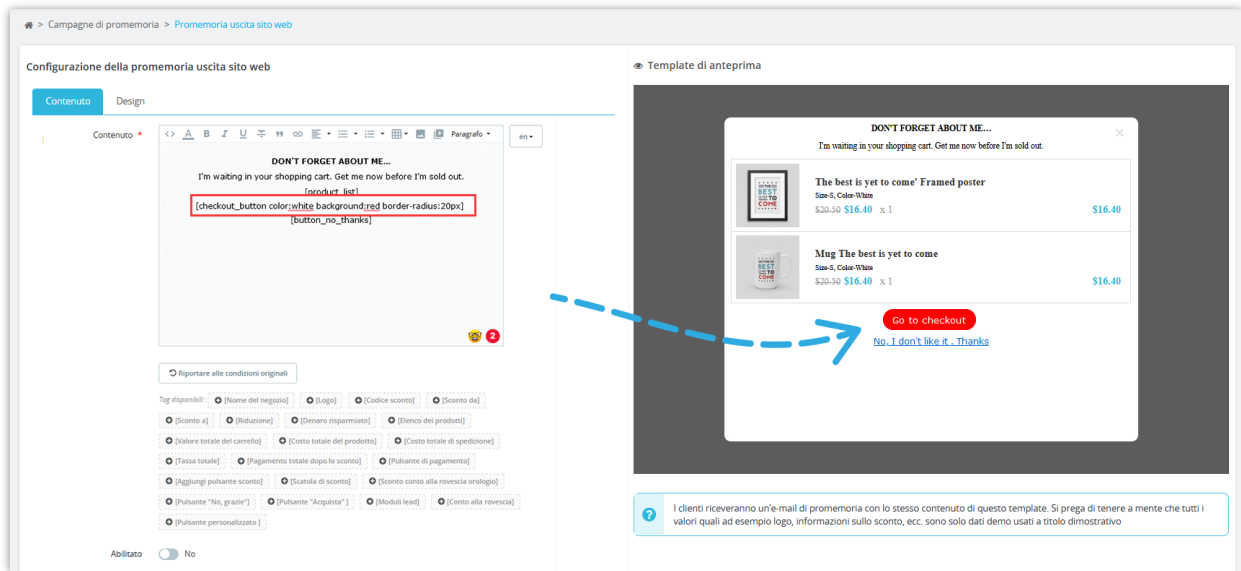 > Campagne di promemoria > Promemoria uscita sito web
Configurazione della promemoria uscita sito web
Contenuto Design
Contenuto *
<> A B I U Paragrafo
en
DON'T FORGET ABOUT ME...
I'm waiting in your shopping cart. Get me now before I'm sold out.
[product_list]
[checkout_button color:white background:red border-radius:20px]
[button_no_thanks]
2
Riportare alle condizioni originali
Tag disponibili : [Nome del negozio] [Logo] [Codice sconto] [Sconto da]
[Sconto a] [Riduzione] [Denaro risparmiato] [Elenco dei prodotti]
[Valore totale del carrello] [Costo totale del prodotto] [Costo totale di spedizione]
[Tassa totale] [Pagamento totale dopo lo sconto] [Pulsante di pagamento]
[Aggiungi pulsante sconto] [Scatola di sconto] [Sconto conto alla rovescia orologio]
[Pulsante "No, grazie"] [Pulsante "Acquista" ] [Moduli lead] [Conto alla rovescia]
[Pulsante personalizzato ]
Abilitato No
Template di anteprima
DON'T FORGET ABOUT ME...
I'm waiting in your shopping cart. Get me now before I'm sold out.
BEST
IS YET TO
COME
The best is yet to come' Framed poster
Size-S, Color-White
$20.50 $16.40 x 1 $16.40
BEST
IS YET TO
COME
Mug The best is yet to come
Size-S, Color-White
$20.50 $16.40 x 1 $16.40
Go to checkout
No, I don't like it . Thanks
? I clienti riceveranno un'e-mail di promemoria con lo stesso contenuto di questo template. Si prega di tenere a mente che tutti i
valori quali ad esempio logo, informazioni sullo sconto, ecc. sono solo dati demo usati a titolo dimostrativo